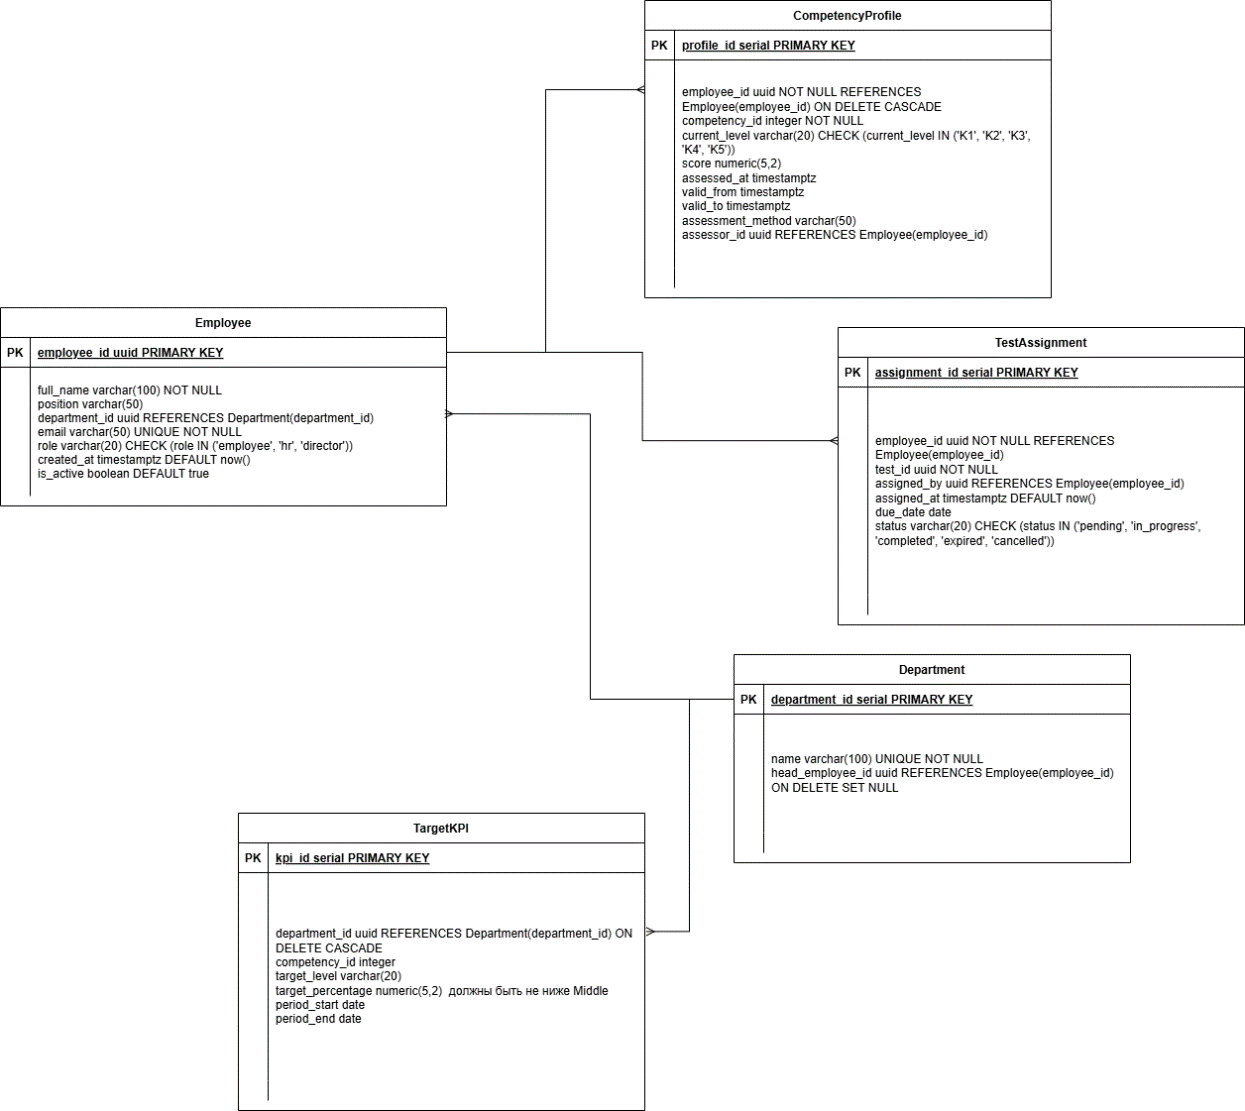 CompetencyProfile
PK
profile_id serial PRIMARY KEY
employee_id uuid NOT NULL REFERENCES
Employee(employee_id) ON DELETE CASCADE
competency_id integer NOT NULL
current_level varchar(20) CHECK (current_level IN ('K1', 'K2', 'K3',
'K4', 'K5'))
score numeric(5,2)
assessed_at timestamptz
valid_from timestamptz
valid_to timestamptz
assessment_method varchar(50)
assessor_id uuid REFERENCES Employee(employee_id)
Employee
PK
employee_id uuid PRIMARY KEY
full_name varchar(100) NOT NULL
position varchar(50)
department_id uuid REFERENCES Department(department_id)
email varchar(50) UNIQUE NOT NULL
role varchar(20) CHECK (role IN ('employee', 'hr', 'director'))
created_at timestamptz DEFAULT now()
is_active boolean DEFAULT true
TestAssignment
PK
assignment_id serial PRIMARY KEY
employee_id uuid NOT NULL REFERENCES
Employee(employee_id)
test_id uuid NOT NULL
assigned_by uuid REFERENCES Employee(employee_id)
assigned_at timestamptz DEFAULT now()
due_date date
status varchar(20) CHECK (status IN ('pending', 'in_progress',
'completed', 'expired', 'cancelled'))
Department
PK
department_id serial PRIMARY KEY
name varchar(100) UNIQUE NOT NULL
head_employee_id uuid REFERENCES Employee(employee_id)
ON DELETE SET NULL
TargetKPI
PK
kpi_id serial PRIMARY KEY
department_id uuid REFERENCES Department(department_id) ON
DELETE CASCADE
competency_id integer
target_level varchar(20)
target_percentage numeric(5,2)  должны быть не ниже Middle
period_start date
period_end date